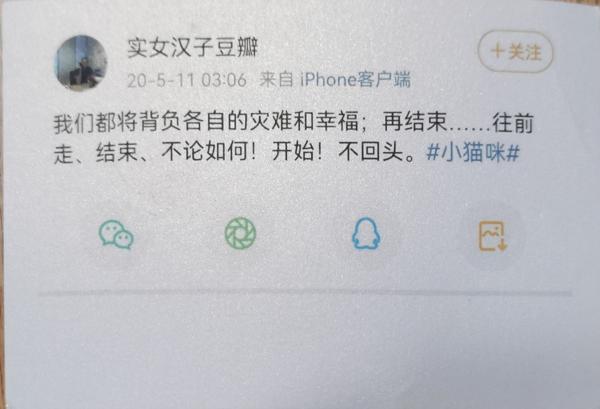 实女汉子豆瓣
+关注
20-5-11 03:06 来自 iPhone客户端
我们都将背负各自的灾难和幸福；再结束……往前
走、结束、不论如何！开始！不回头。#小猫咪#